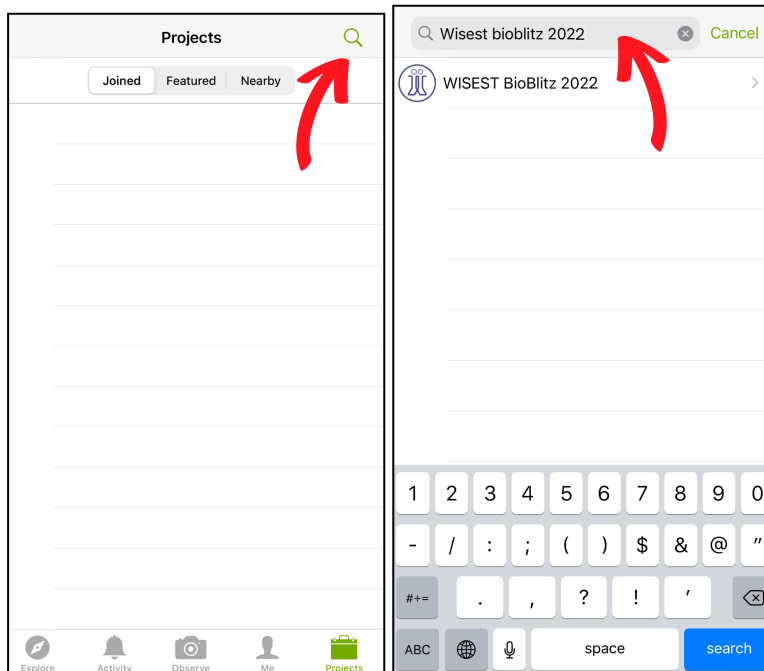 Projects
Joined Featured Nearby
Explore Activity Observe Me Projects
Wisest bioblitz 2022 Cancel
WISEST BioBlitz 2022
1 2 3 4 5 6 7 8 9 0
- / : ; ( ) $ & @ "
#+= . , ? ! '
ABC space search